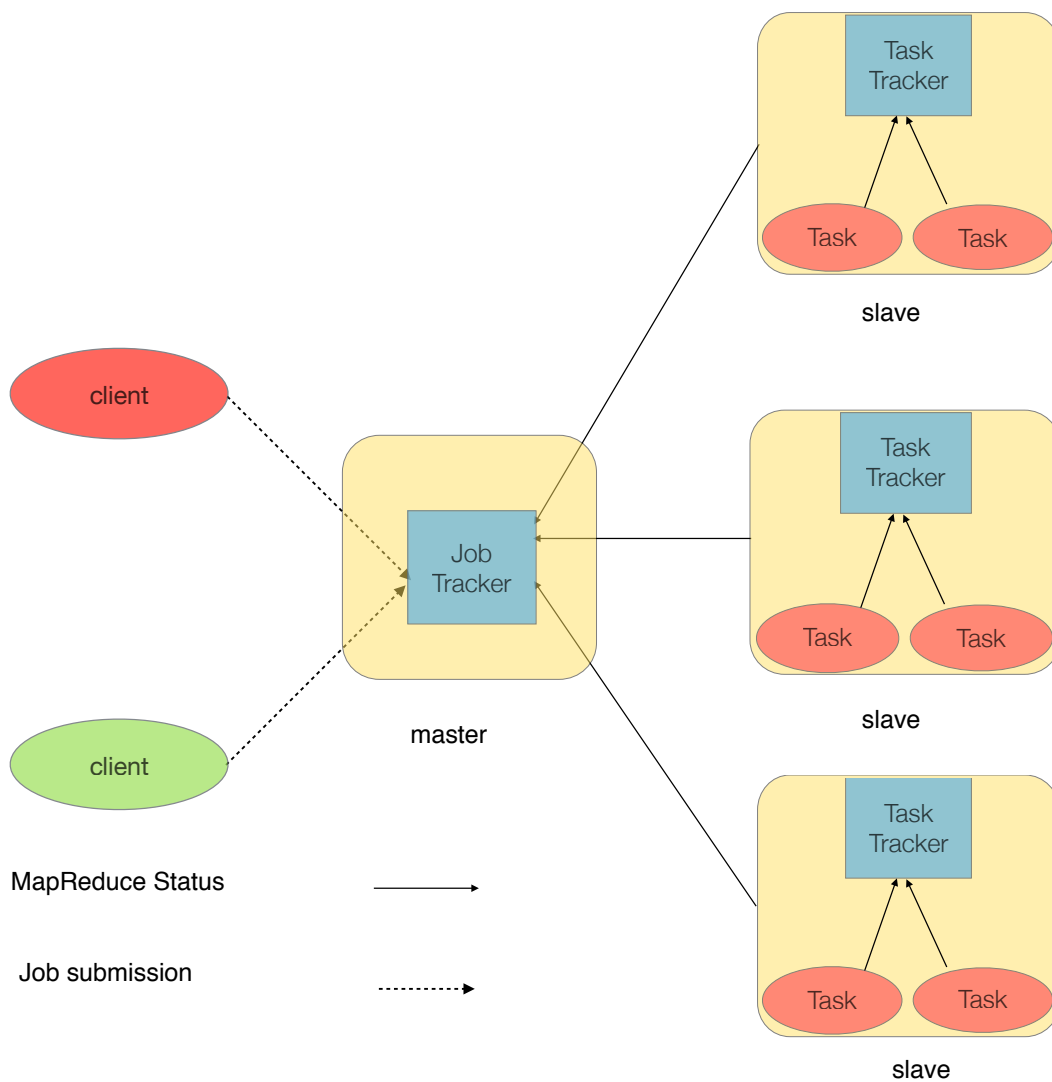 Task
Tracker
Task
Task
slave
client
Task
Tracker
Job
Tracker
Task
Task
slave
master
client
Task
Tracker
MapReduce Status
Job submission
Task
Task
slave